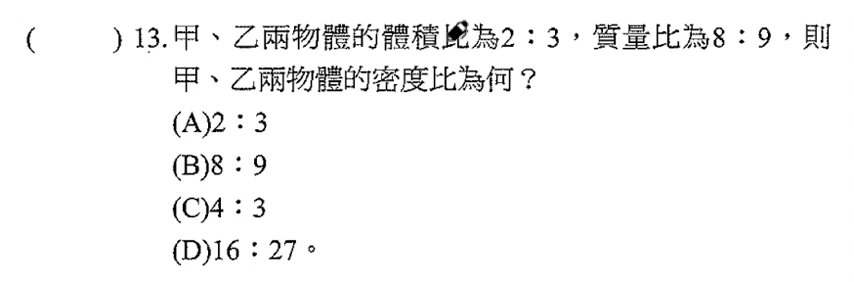 (　　) 13.甲、乙兩物體的體積比為2：3，質量比為8：9，則
甲、乙兩物體的密度比為何？
(A)2：3
(B)8：9
(C)4：3
(D)16：27。